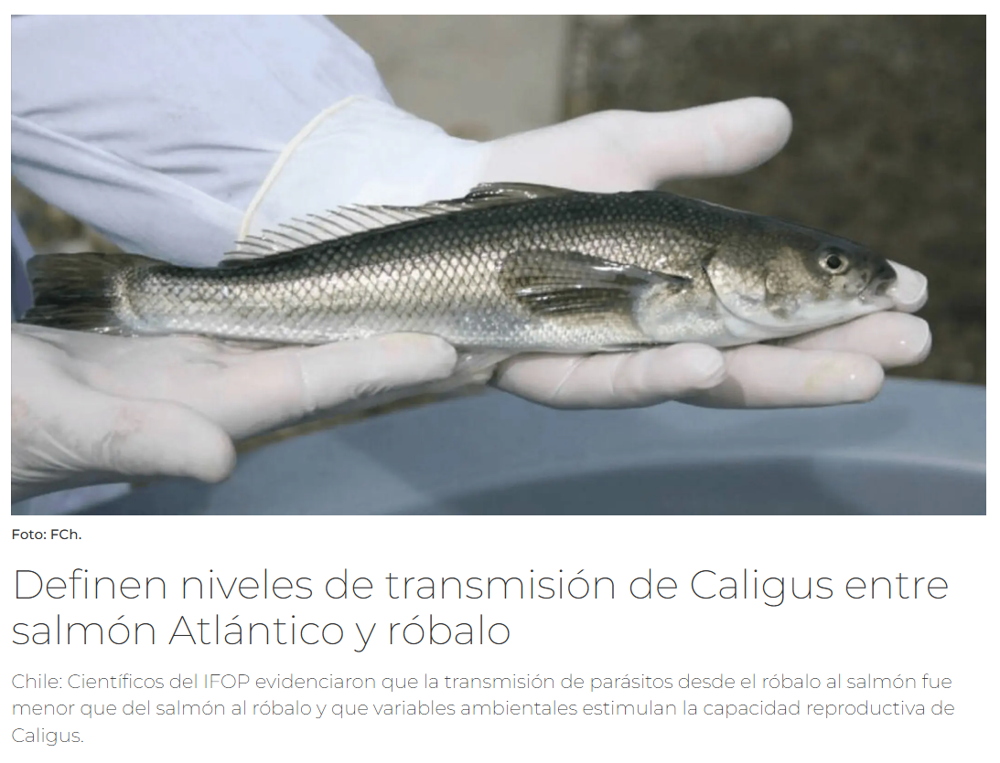 Foto: FCh.
Definen niveles de transmisión de Caligus entre
salmón Atlántico y róbalo
Chile: Científicos del IFOP evidenciaron que la transmisión de parásitos desde el róbalo al salmón fue
menor que del salmón al róbalo y que variables ambientales estimulan la capacidad reproductiva de
Caligus.